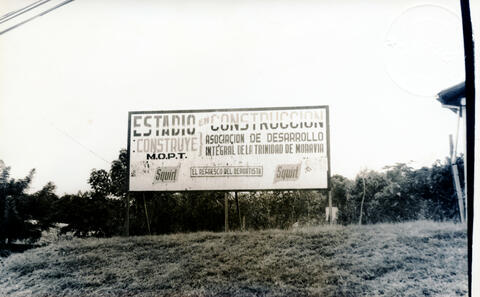 ESTADIO EN CONSTRUCCION
CONSTRUYE
M.O.P.T.
ASOCIACION DE DESARROLLO
INTEGRAL DE LA TRINIDAD DE MORAVIA
Squirt EL REFRESCO DEL DEPORTISTA Squirt